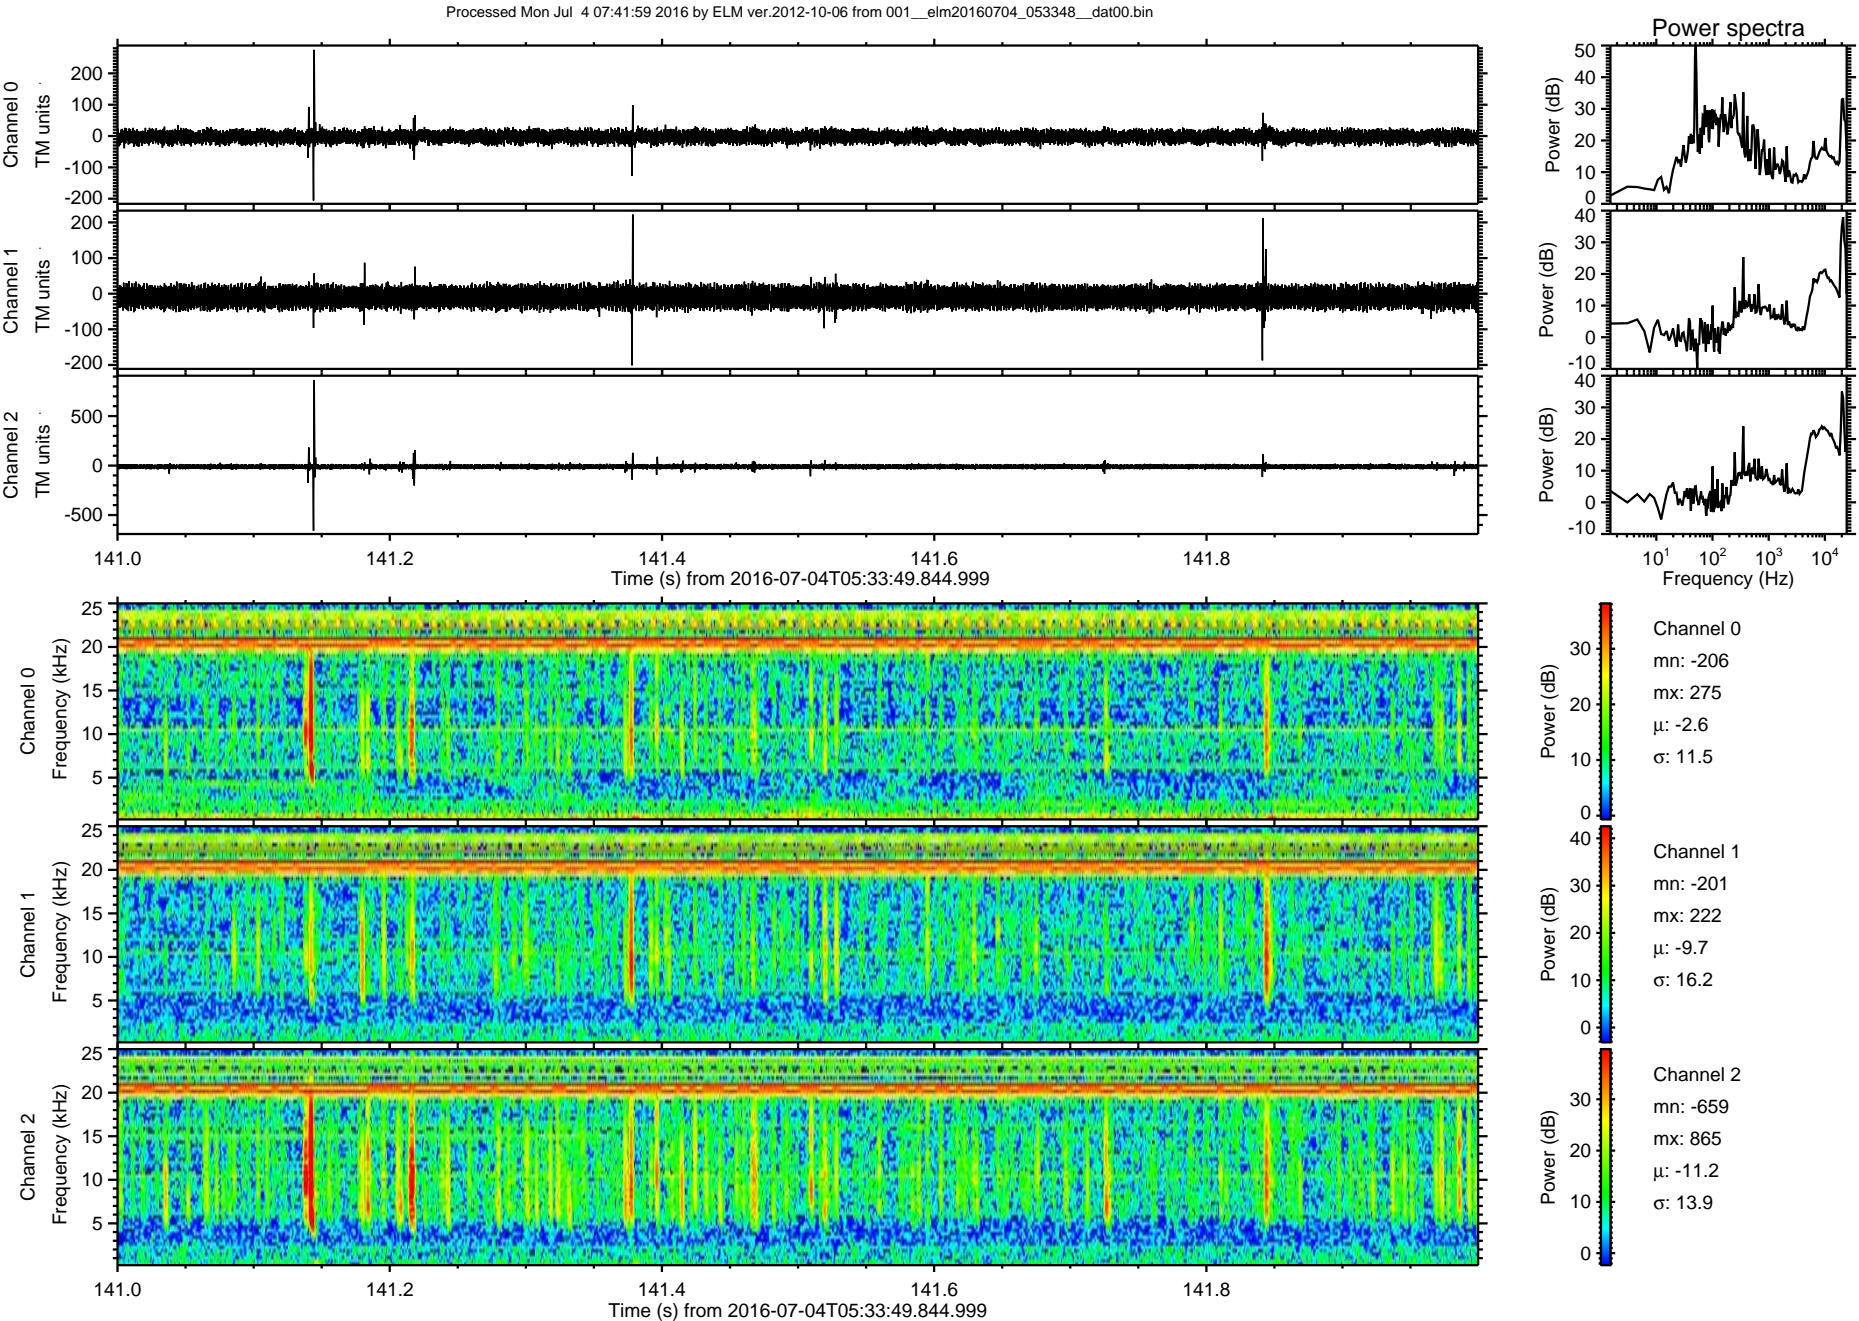 Processed Mon Jul  4 07:41:59 2016 by ELM ver.2012-10-06 from 001__elm20160704_053348__dat00.bin
Power spectra
Channel 0
TM units
200
100
0
-100
-200
Power (dB)
50
40
30
20
10
0
Channel 1
TM units
200
100
0
-100
-200
Power (dB)
40
30
20
10
0
-10
Channel 2
TM units
500
0
-500
Power (dB)
40
30
20
10
0
-10
141.0 141.2 141.4 141.6 141.8
Time (s) from 2016-07-04T05:33:49.844.999
10^1 10^2 10^3 10^4
Frequency (Hz)
Channel 0
Frequency (kHz)
25
20
15
10
5
Power (dB)
30
20
10
0
Channel 0
mn: -206
mx: 275
µ: -2.6
σ: 11.5
Channel 1
Frequency (kHz)
25
20
15
10
5
Power (dB)
40
30
20
10
0
Channel 1
mn: -201
mx: 222
µ: -9.7
σ: 16.2
Channel 2
Frequency (kHz)
25
20
15
10
5
Power (dB)
30
20
10
0
Channel 2
mn: -659
mx: 865
µ: -11.2
σ: 13.9
141.0 141.2 141.4 141.6 141.8
Time (s) from 2016-07-04T05:33:49.844.999